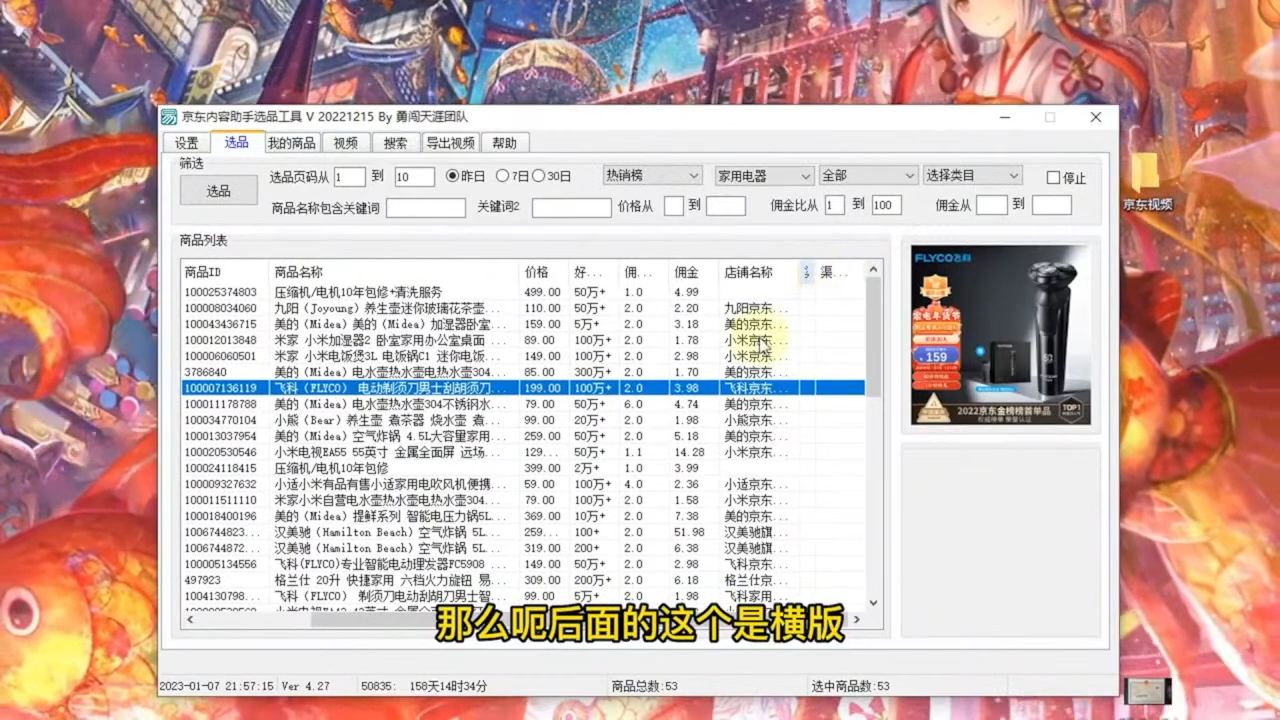 京东内容助手选品工具 V 20221215 By 勇闯天涯团队
设置 选品 我的商品 视频 搜索 导出视频 帮助
筛选
选品 选品页码从 1 到 10 昨日 7日 30日 热销榜 家用电器 全部 选择类目 停止
商品名称包含关键词 关键词2 价格从 到 佣金比从 1 到 100 佣金从 到
商品列表
商品ID 商品名称 价格 好... 佣... 佣金 店铺名称 渠...
100025374903 压缩机/电机10年包修+清洗服务 499.00 50万+ 1.0 4.99
100008034060 九阳（Joyoung）养生壶迷你玻璃花茶壶... 110.00 50万+ 2.0 2.20 九阳京东...
100043436715 美的（Midea）美的（Midea）加湿器卧室... 159.00 5万+ 2.0 3.18 美的京东...
100012013848 米家 小米加湿器2 卧室家用办公室桌面... 89.00 100万+ 2.0 1.78 小米京东...
100006060501 米家 小米电饭煲3L 电饭锅C1 迷你电饭... 149.00 100万+ 2.0 2.98 小米京东...
美的（Midea）电水壶热水壶电热水壶304... 85.00 300万+ 2.0 1.70 美的京东...
100007136119 飞科（FLYCO） 电动剃须刀男士刮胡须刀... 199.00 100万+ 2.0 3.98 飞科京东...
100011178788 美的（Midea）电水壶热水壶304不锈钢水... 79.00 50万+ 6.0 4.74 美的京东...
100034770104 小熊（Bear）养生壶 煮茶器 烧水壶 煮... 99.00 20万+ 2.0 1.98 小熊京东...
100013037954 美的（Midea）空气炸锅 4.5L大容量家用... 259.00 50万+ 2.0 5.18 美的京东...
100020530546 小米电视EA55 55英寸 金属全面屏 远场... 129... 50万+ 1.1 14.28 小米京东...
100024118415 压缩机/电机10年包修 399.00 2万+ 1.0 3.99
100009327632 小适小米有品有售小适家用电吹风机便携... 59.00 100万+ 4.0 2.36 小适京东...
100011511110 米家小米自营电水壶热水壶电热水壶304... 79.00 100万+ 2.0 1.58 小米京东...
100018400196 美的（Midea）提鲜系列 智能电压力锅5L... 369.00 10万+ 2.0 7.38 美的京东...
1006744823... 汉美驰（Hamilton Beach）空气炸锅 5L... 259... 100+ 2.0 51.98 汉美驰旗...
1006744872... 汉美驰（Hamilton Beach）空气炸锅 5L... 319.00 200+ 2.0 6.38 汉美驰旗...
100005134556 飞科(FLYCO)专业智能电动理发器FC5908 ... 149.00 50万+ 2.0 2.98 飞科京东...
497923 格兰仕 20升 快捷家用 六档火力旋钮 易... 309.00 200万+ 2.0 6.18 格兰仕京...
1004130798... 飞科（FLYCO） 剃须刀电动刮胡刀男士智... 99.00 5万+ 2.0 1.98 飞科家用...
FLYCO飞科
159
2022京东金榜榜首单品
TOP1
京东视频
那么呃后面的这个是横版
2023-01-07 21:57:15 Ver 4.27 50835: 158天14时34分 商品总数:53 选中商品数:53